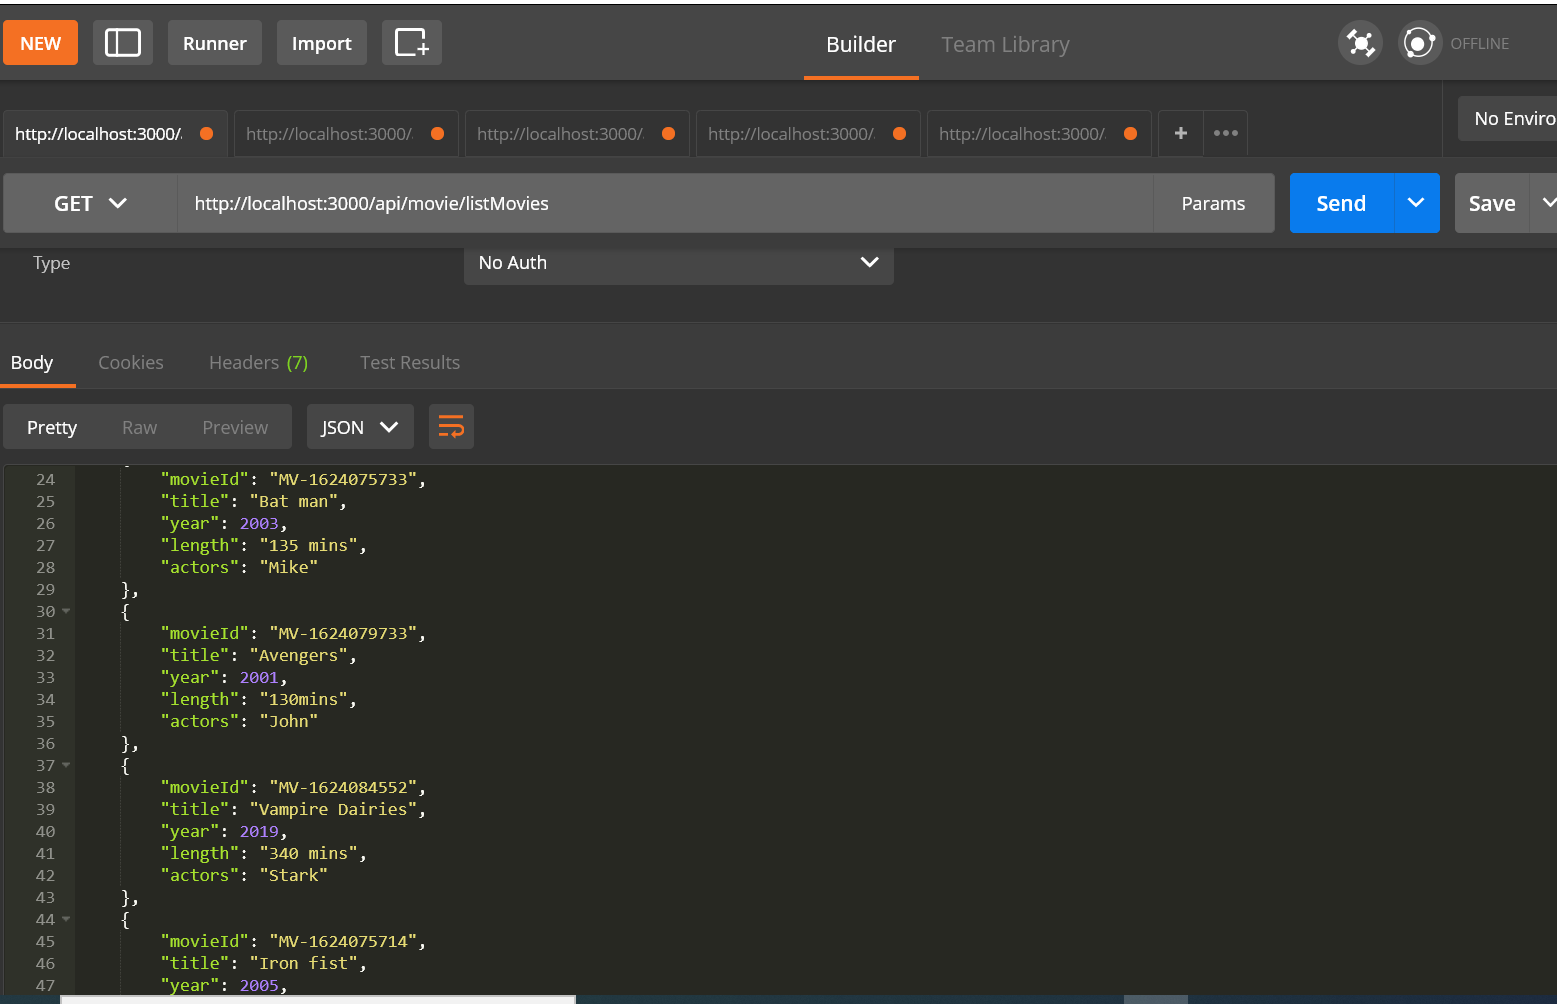 NEW Runner Import Builder Team Library OFFLINE
http://localhost:3000/. http://localhost:3000/. http://localhost:3000/. http://localhost:3000/. http://localhost:3000/. + ••• No Enviro
GET http://localhost:3000/api/movie/listMovies Params Send Save
Type No Auth
Body Cookies Headers (7) Test Results
Pretty Raw Preview JSON
24 "movieId": "MV-1624075733",
25 "title": "Bat man",
26 "year": 2003,
27 "length": "135 mins",
28 "actors": "Mike"
29 },
30 {
31 "movieId": "MV-1624079733",
32 "title": "Avengers",
33 "year": 2001,
34 "length": "130mins",
35 "actors": "John"
36 },
37 {
38 "movieId": "MV-1624084552",
39 "title": "Vampire Dairies",
40 "year": 2019,
41 "length": "340 mins",
42 "actors": "Stark"
43 },
44 {
45 "movieId": "MV-1624075714",
46 "title": "Iron fist",
47 "year": 2005,